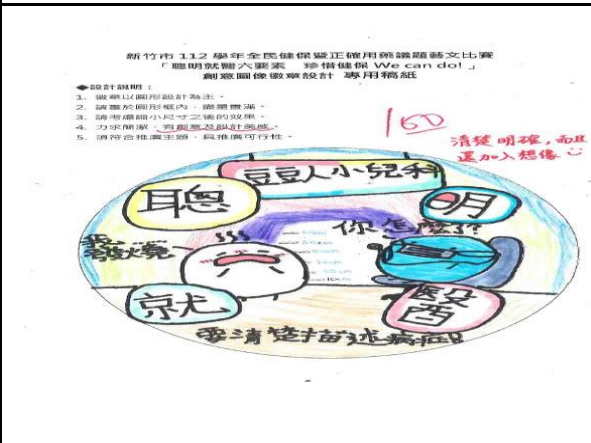 新竹市 112 學年全民健保暨正確用藥議題藝文比賽
「聰明就醫六要素　珍惜健保 We can do!」
創意圖像徽章設計 專用稿紙
◆設計說明：
1. 徽章以圓形設計為主。
2. 請畫於圓形框內，盡量畫滿。
3. 請考慮縮小尺寸之後的效果。
4. 力求簡潔、有創意及設計美感。
5. 須符合推廣主題，具推廣可行性。
160
清楚明確，而且
還加入想像
豆豆人小兒科
聰
明
你怎麼了?
我
發燒
就
醫
要清楚描述病症!!